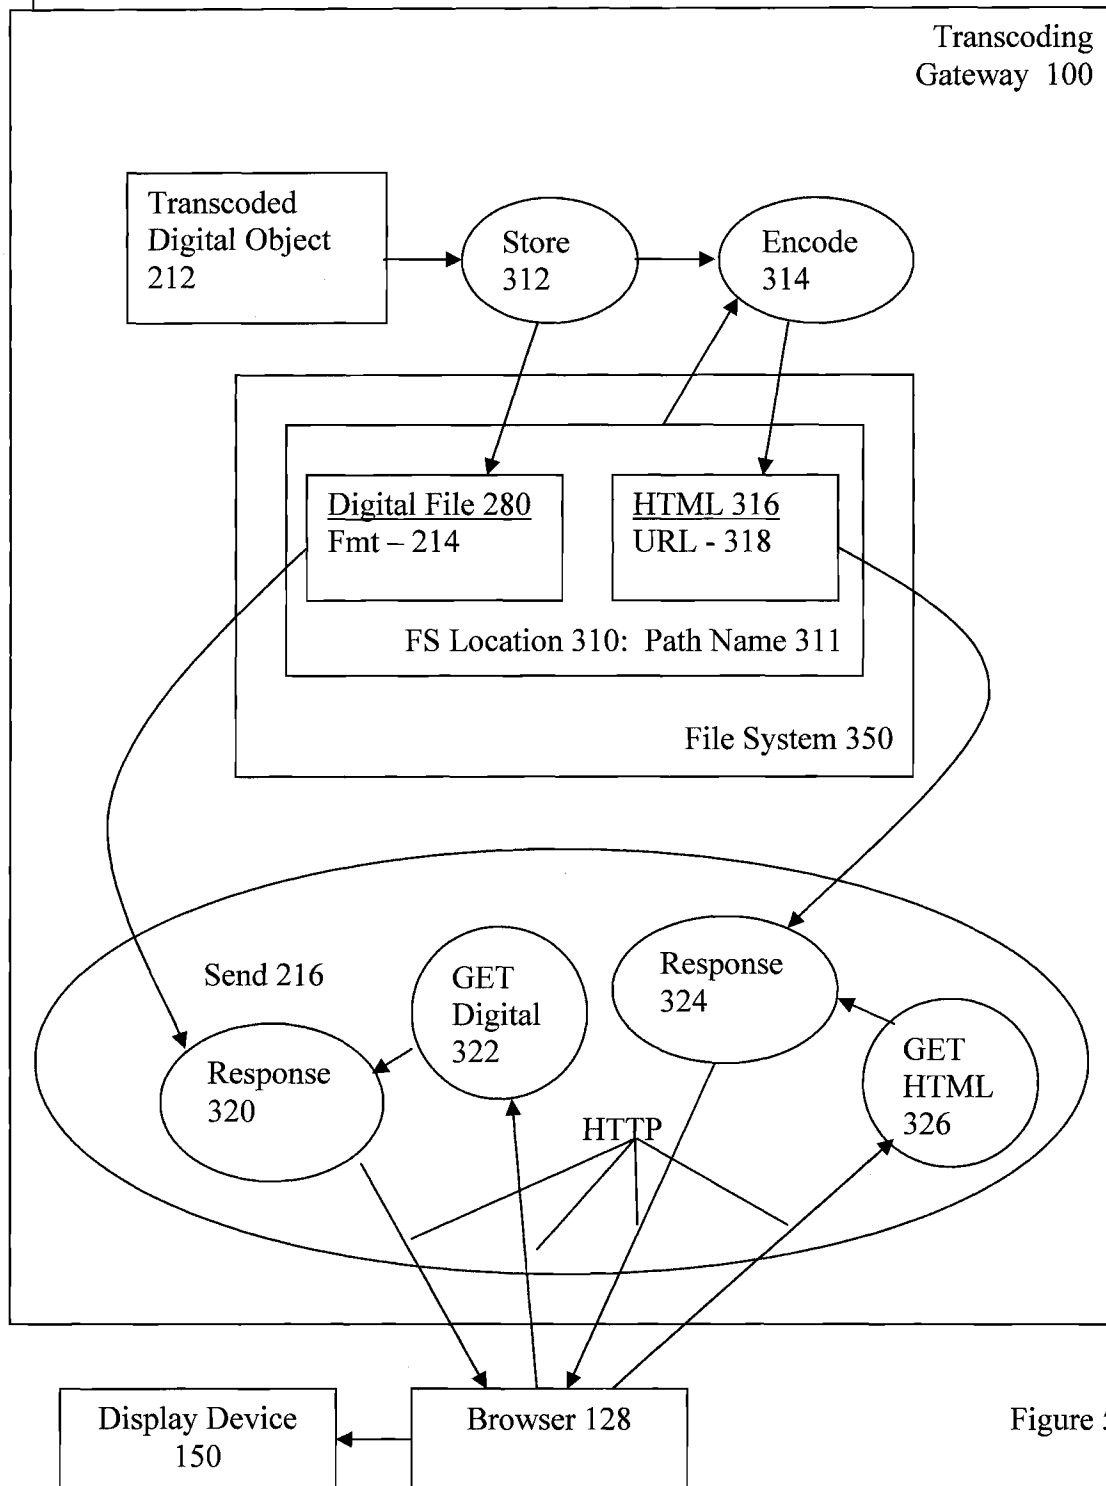 Transcoding
Gateway 100
Transcoded
Digital Object
212
Store
312
Encode
314
Digital File 280
Fmt – 214
HTML 316
URL - 318
FS Location 310: Path Name 311
File System 350
Send 216
GET
Digital
322
Response
324
Response
320
GET
HTML
326
HTTP
Display Device
150
Browser 128
Figure